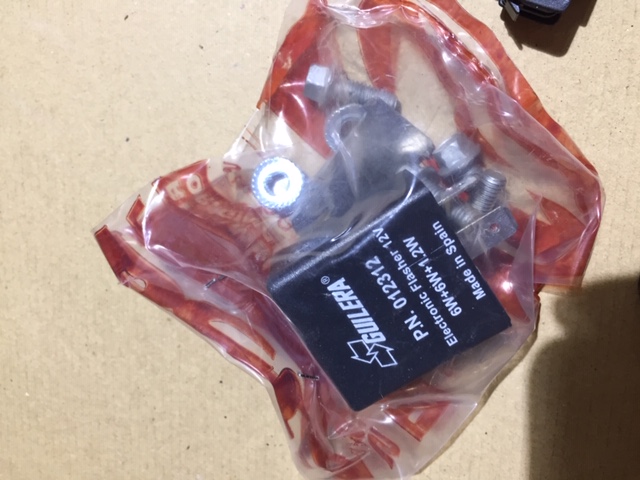 GUILERA®
P.N. 012312
Electronic Flasher 12V
6W+6W+1.2W
Made in Spain